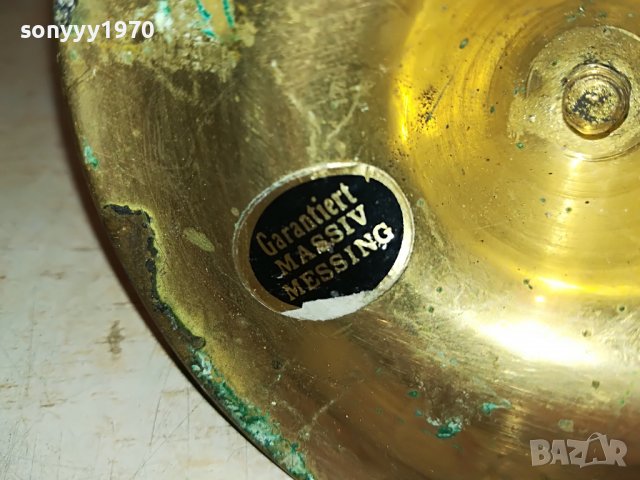 sonyyy1970
Garantiert
MASSIV
MESSING
BAZAR